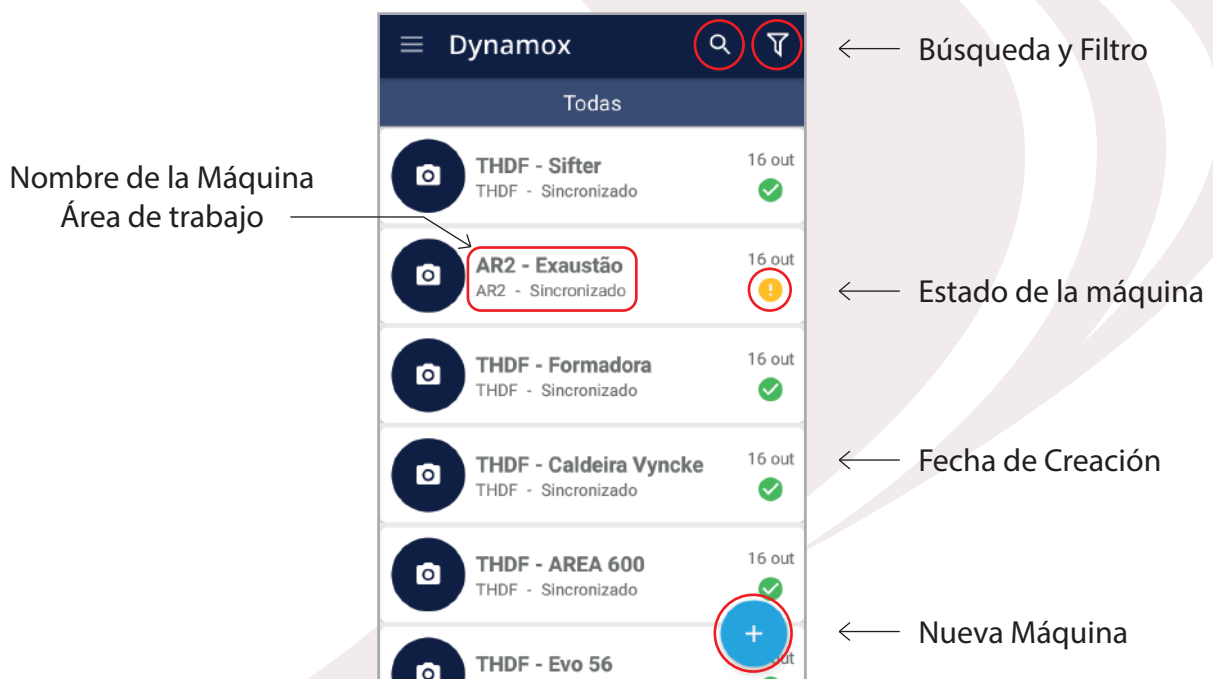 Dynamox
Búsqueda y Filtro
Todas
Nombre de la Máquina
Área de trabajo
THDF - Sifter
16 out
THDF - Sincronizado
AR2 - Exaustão
16 out
AR2 - Sincronizado
Estado de la máquina
THDF - Formadora
16 out
THDF - Sincronizado
THDF - Caldeira Vyncke
16 out
THDF - Sincronizado
Fecha de Creación
THDF - AREA 600
16 out
THDF - Sincronizado
Nueva Máquina
THDF - Evo 56